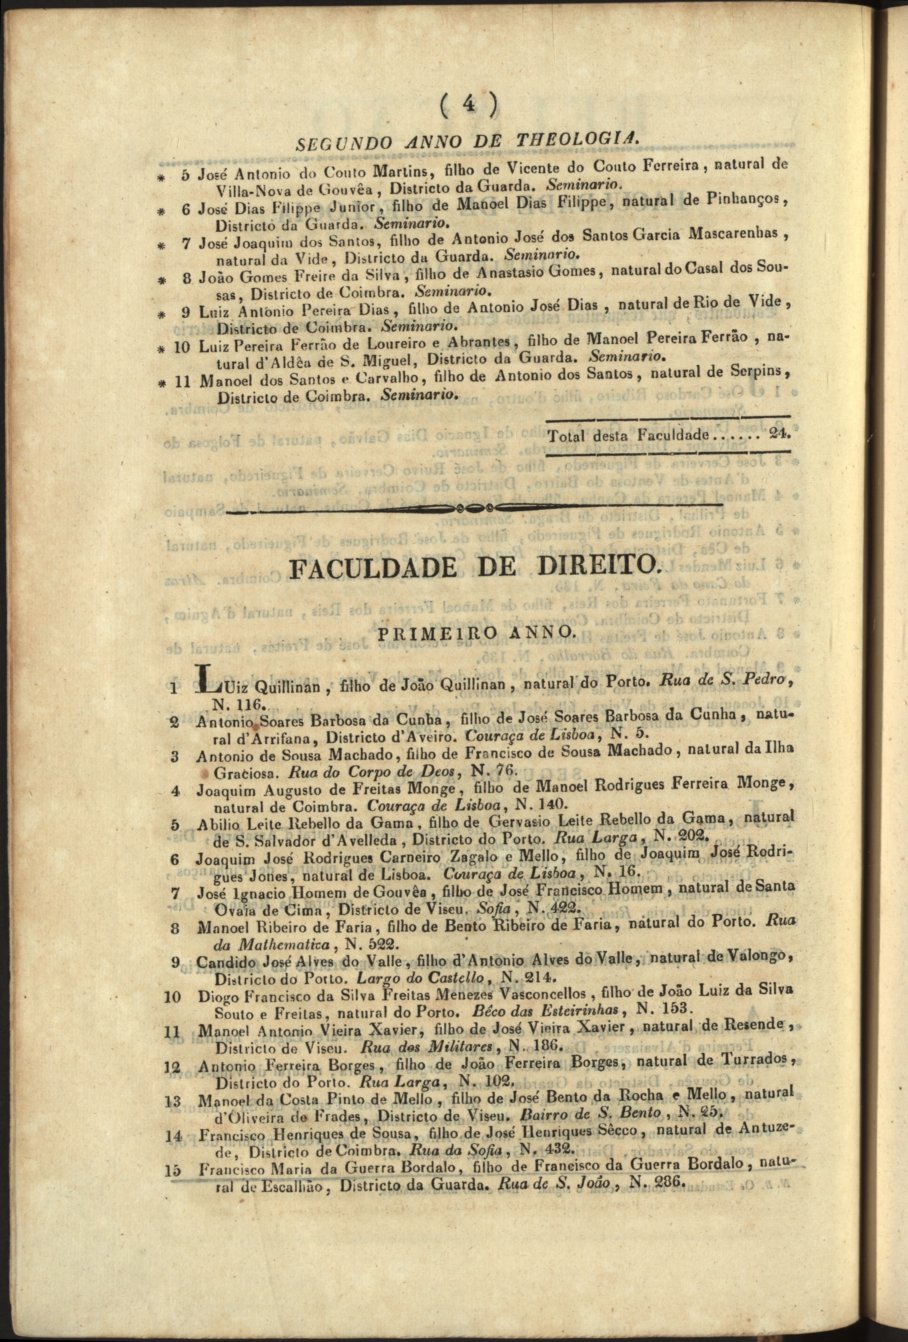 ( 4 )
SEGUNDO ANNO DE THEOLOGIA.
* 5 José Antonio do Couto Martins, filho de Vicente do Couto Ferreira, natural de
Villa-Nova de Gouvêa, Districto da Guarda. Seminario.
* 6 José Dias Filippe Junior, filho de Manoel Dias Filippe, natural de Pinhanços,
Districto da Guarda. Seminario.
* 7 José Joaquim dos Santos, filho de Antonio José dos Santos Garcia Mascarenhas,
natural da Vide, Districto da Guarda. Seminario.
* 8 João Gomes Freire da Silva, filho de Anastasio Gomes, natural do Casal dos Sou-
sas, Districto de Coimbra. Seminario.
* 9 Luiz Antonio Pereira Dias, filho de Antonio José Dias, natural de Rio de Vide,
Districto de Coimbra. Seminario.
* 10 Luiz Pereira Ferrão de Loureiro e Abrantes, filho de Manoel Pereira Ferrão, na-
tural d'Aldêa de S. Miguel, Districto da Guarda. Seminario.
* 11 Manoel dos Santos e Carvalho, filho de Antonio dos Santos, natural de Serpins,
Districto de Coimbra. Seminario.
Total desta Faculdade...... 24.
FACULDADE DE DIREITO.
PRIMEIRO ANNO.
1 LUiz Quillinan, filho de João Quillinan, natural do Porto. Rua de S. Pedro,
N. 116.
2 Antonio Soares Barbosa da Cunha, filho de José Soares Barbosa da Cunha, natu-
ral d'Arrifana, Districto d'Aveiro. Couraça de Lisboa, N. 5.
3 Antonio de Sousa Machado, filho de Francisco de Sousa Machado, natural da Ilha
Graciosa. Rua do Corpo de Deos, N. 76.
4 Joaquim Augusto de Freitas Monge, filho de Manoel Rodrigues Ferreira Monge,
natural de Coimbra. Couraça de Lisboa, N. 140.
5 Abilio Leite Rebello da Gama, filho de Gervasio Leite Rebello da Gama, natural
de S. Salvador d'Avelleda, Districto do Porto. Rua Larga, N. 202.
6 Joaquim José Rodrigues Carneiro Zagalo e Mello, filho de Joaquim José Rodri-
gues Jones, natural de Lisboa. Couraça de Lisboa, N. 16.
7 José Ignacio Homem de Gouvêa, filho de José Francisco Homem, natural de Santa
Ovaia de Cima, Districto de Viseu. Sofia, N. 422.
8 Manoel Ribeiro de Faria, filho de Bento Ribeiro de Faria, natural do Porto. Rua
da Mathematica, N. 522.
9 Candido José Alves do Valle, filho d'Antonio Alves do Valle, natural de Valongo,
Districto do Porto. Largo do Castello, N. 214.
10 Diogo Francisco da Silva Freitas Menezes Vasconcellos, filho de João Luiz da Silva
Souto e Freitas, natural do Porto. Bêco das Esteirinhas, N. 153.
11 Manoel Antonio Vieira Xavier, filho de José Vieira Xavier, natural de Resende,
Districto de Viseu. Rua dos Militares, N. 186.
12 Antonio Ferreira Borges, filho de João Ferreira Borges, natural de Turrados,
Districto do Porto. Rua Larga, N. 102.
13 Manoel da Costa Pinto de Mello, filho de José Bento da Rocha e Mello, natural
d'Oliveira de Frades, Districto de Viseu. Bairro de S. Bento, N. 25.
14 Francisco Henriques de Sousa, filho de José Henriques Sêcco, natural de Antuze-
de, Districto de Coimbra. Rua da Sofia, N. 432.
15 Francisco Maria da Guerra Bordalo, filho de Francisco da Guerra Bordalo, natu-
ral de Escalhão, Districto da Guarda. Rua de S. João, N. 286.